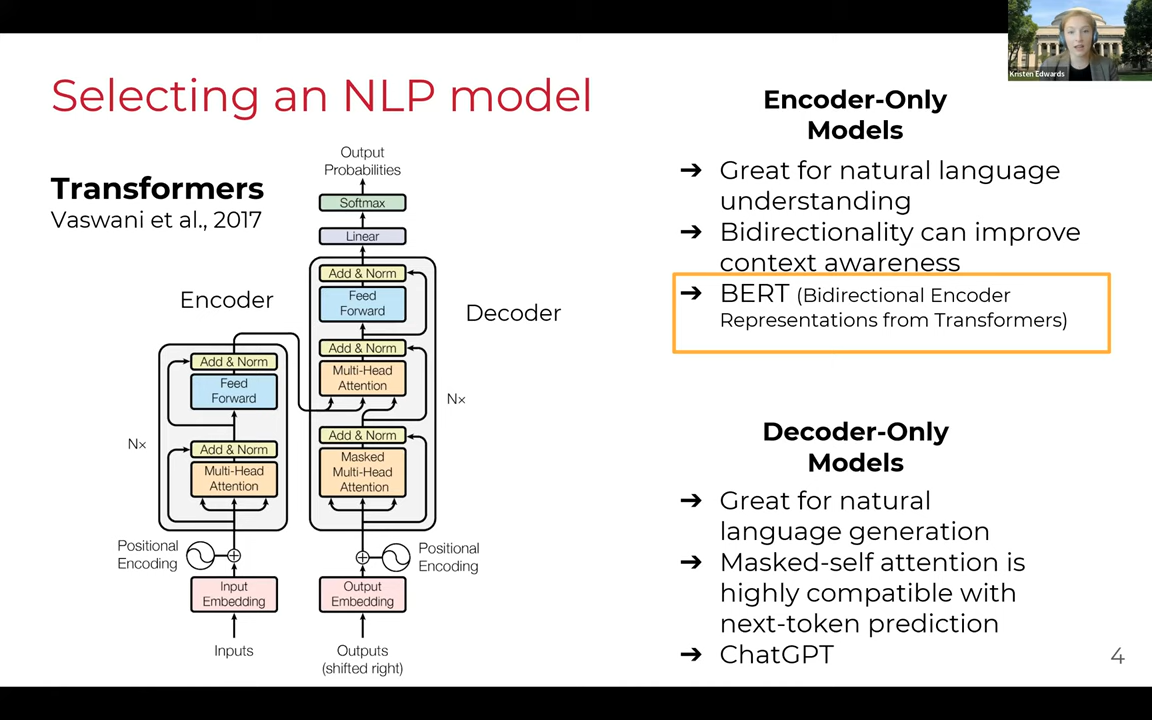 Kristen Edwards
Selecting an NLP model
Transformers
Vaswani et al., 2017
Encoder
Decoder
Output
Probabilities
Softmax
Linear
Add & Norm
Feed
Forward
Add & Norm
Multi-Head
Attention
Add & Norm
Masked
Multi-Head
Attention
Nx
Positional
Encoding
Output
Embedding
Outputs
(shifted right)
Add & Norm
Feed
Forward
Nx
Add & Norm
Multi-Head
Attention
Positional
Encoding
Input
Embedding
Inputs
Encoder-Only
Models
➔ Great for natural language
understanding
➔ Bidirectionality can improve
context awareness
➔ BERT (Bidirectional Encoder
Representations from Transformers)
Decoder-Only
Models
➔ Great for natural
language generation
➔ Masked-self attention is
highly compatible with
next-token prediction
➔ ChatGPT
4